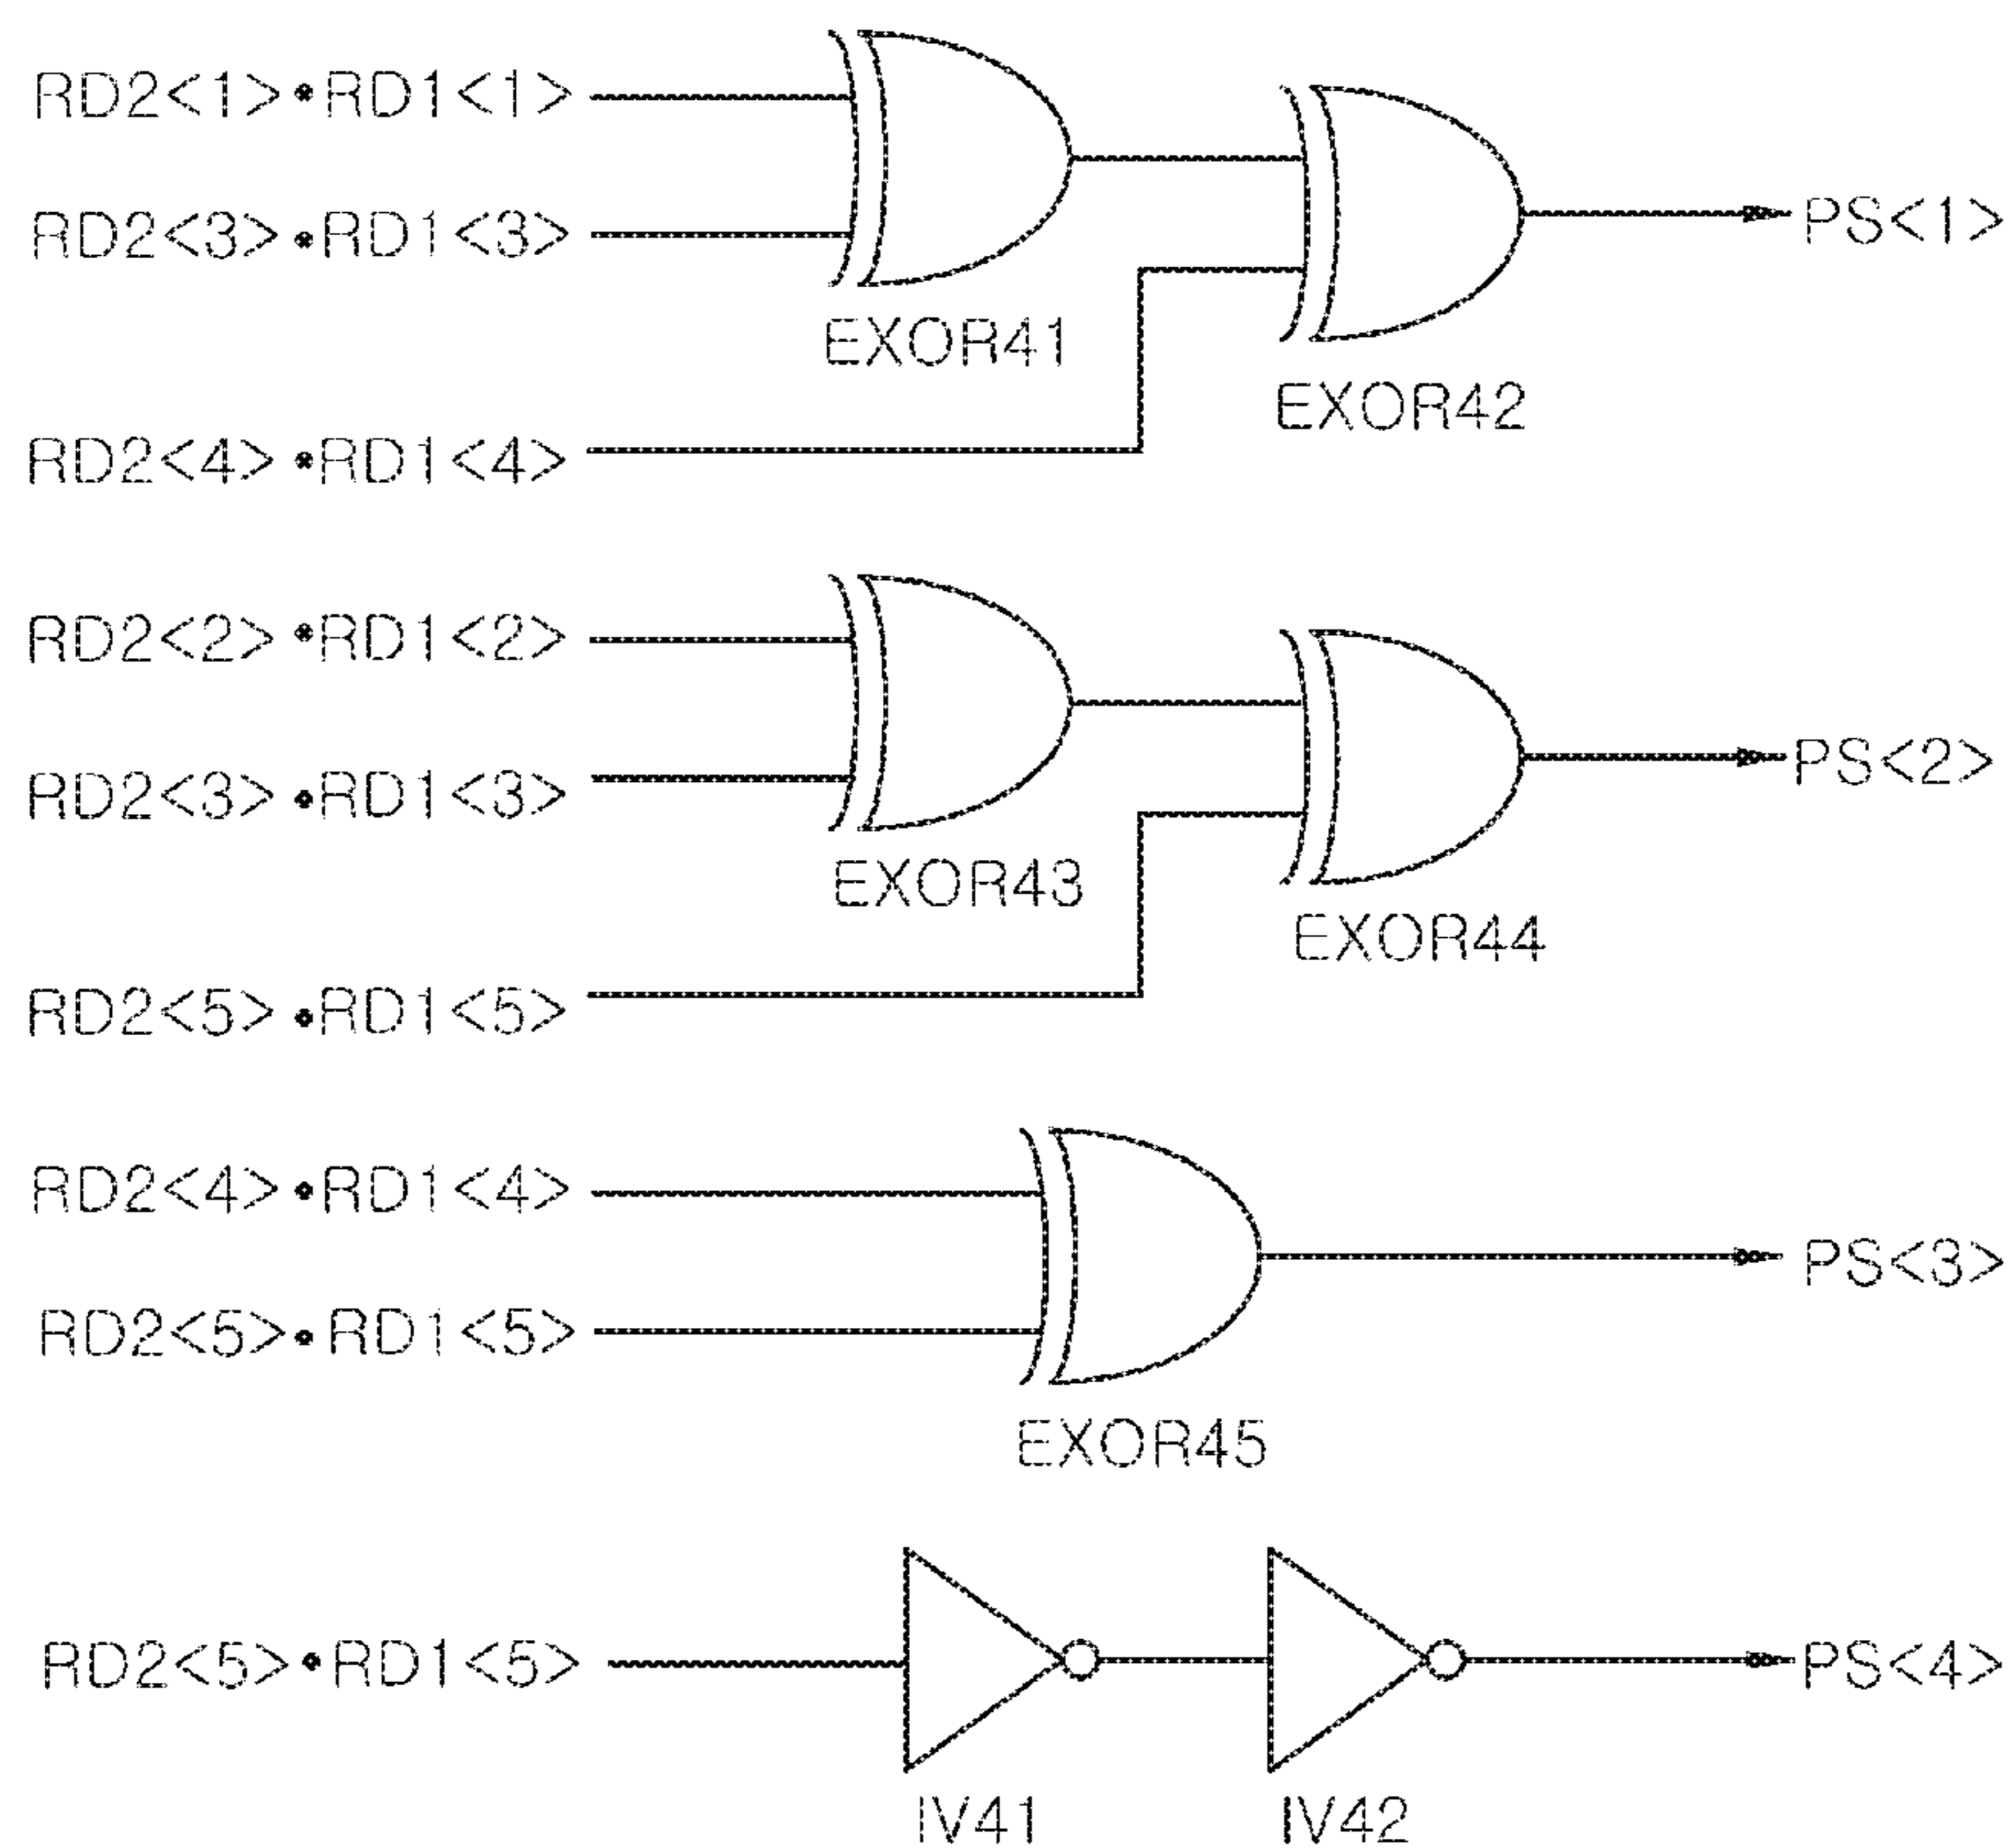 RD2<1>•RD1<1>
RD2<3>•RD1<3>
PS<1>
EXOR41
EXOR42
RD2<4>•RD1<4>
RD2<2>•RD1<2>
RD2<3>•RD1<3>
PS<2>
EXOR43
EXOR44
RD2<5>•RD1<5>
RD2<4>•RD1<4>
PS<3>
RD2<5>•RD1<5>
EXOR45
RD2<5>•RD1<5>
PS<4>
IV41
IV42